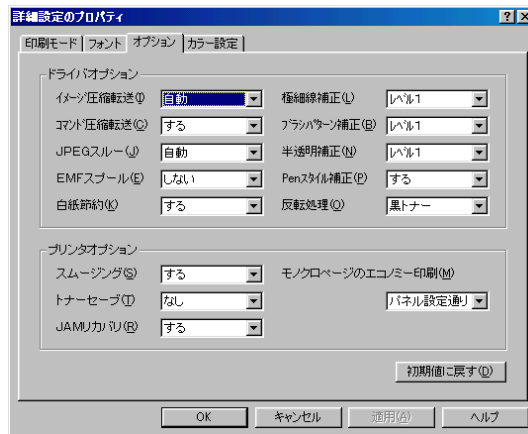 詳細設定のプロパティ
印刷モード フォント オプション カラー設定
ドライバオプション
イメージ圧縮転送(I) 自動 極細線補正(L) レベル1
コマンド圧縮転送(C) する ブラシパターン補正(B) レベル1
JPEGスルー(J) 自動 半透明補正(N) レベル1
EMFスプール(E) しない Penスタイル補正(P) する
白紙節約(K) する 反転処理(O) 黒トナー
プリンタオプション
スムージング(S) する モノクロページのエコノミー印刷(M)
トナーセーブ(T) なし パネル設定通り
JAMリカバリ(R) する
初期値に戻す(D)
OK キャンセル 適用(A) ヘルプ